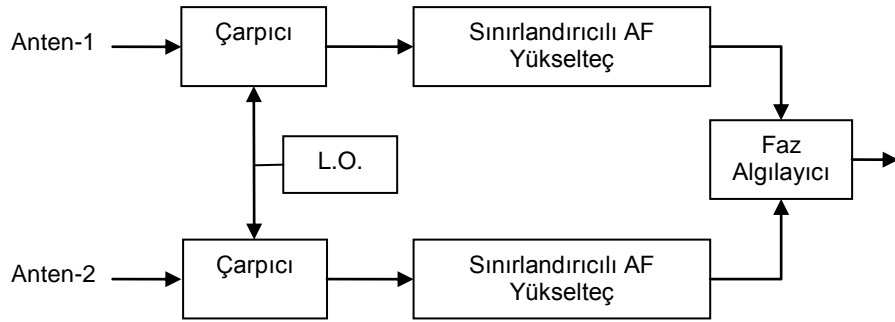 Anten-1
Çarpıcı
Sınırlandırıcılı AF
Yükselteç
L.O.
Faz
Algılayıcı
Anten-2
Çarpıcı
Sınırlandırıcılı AF
Yükselteç